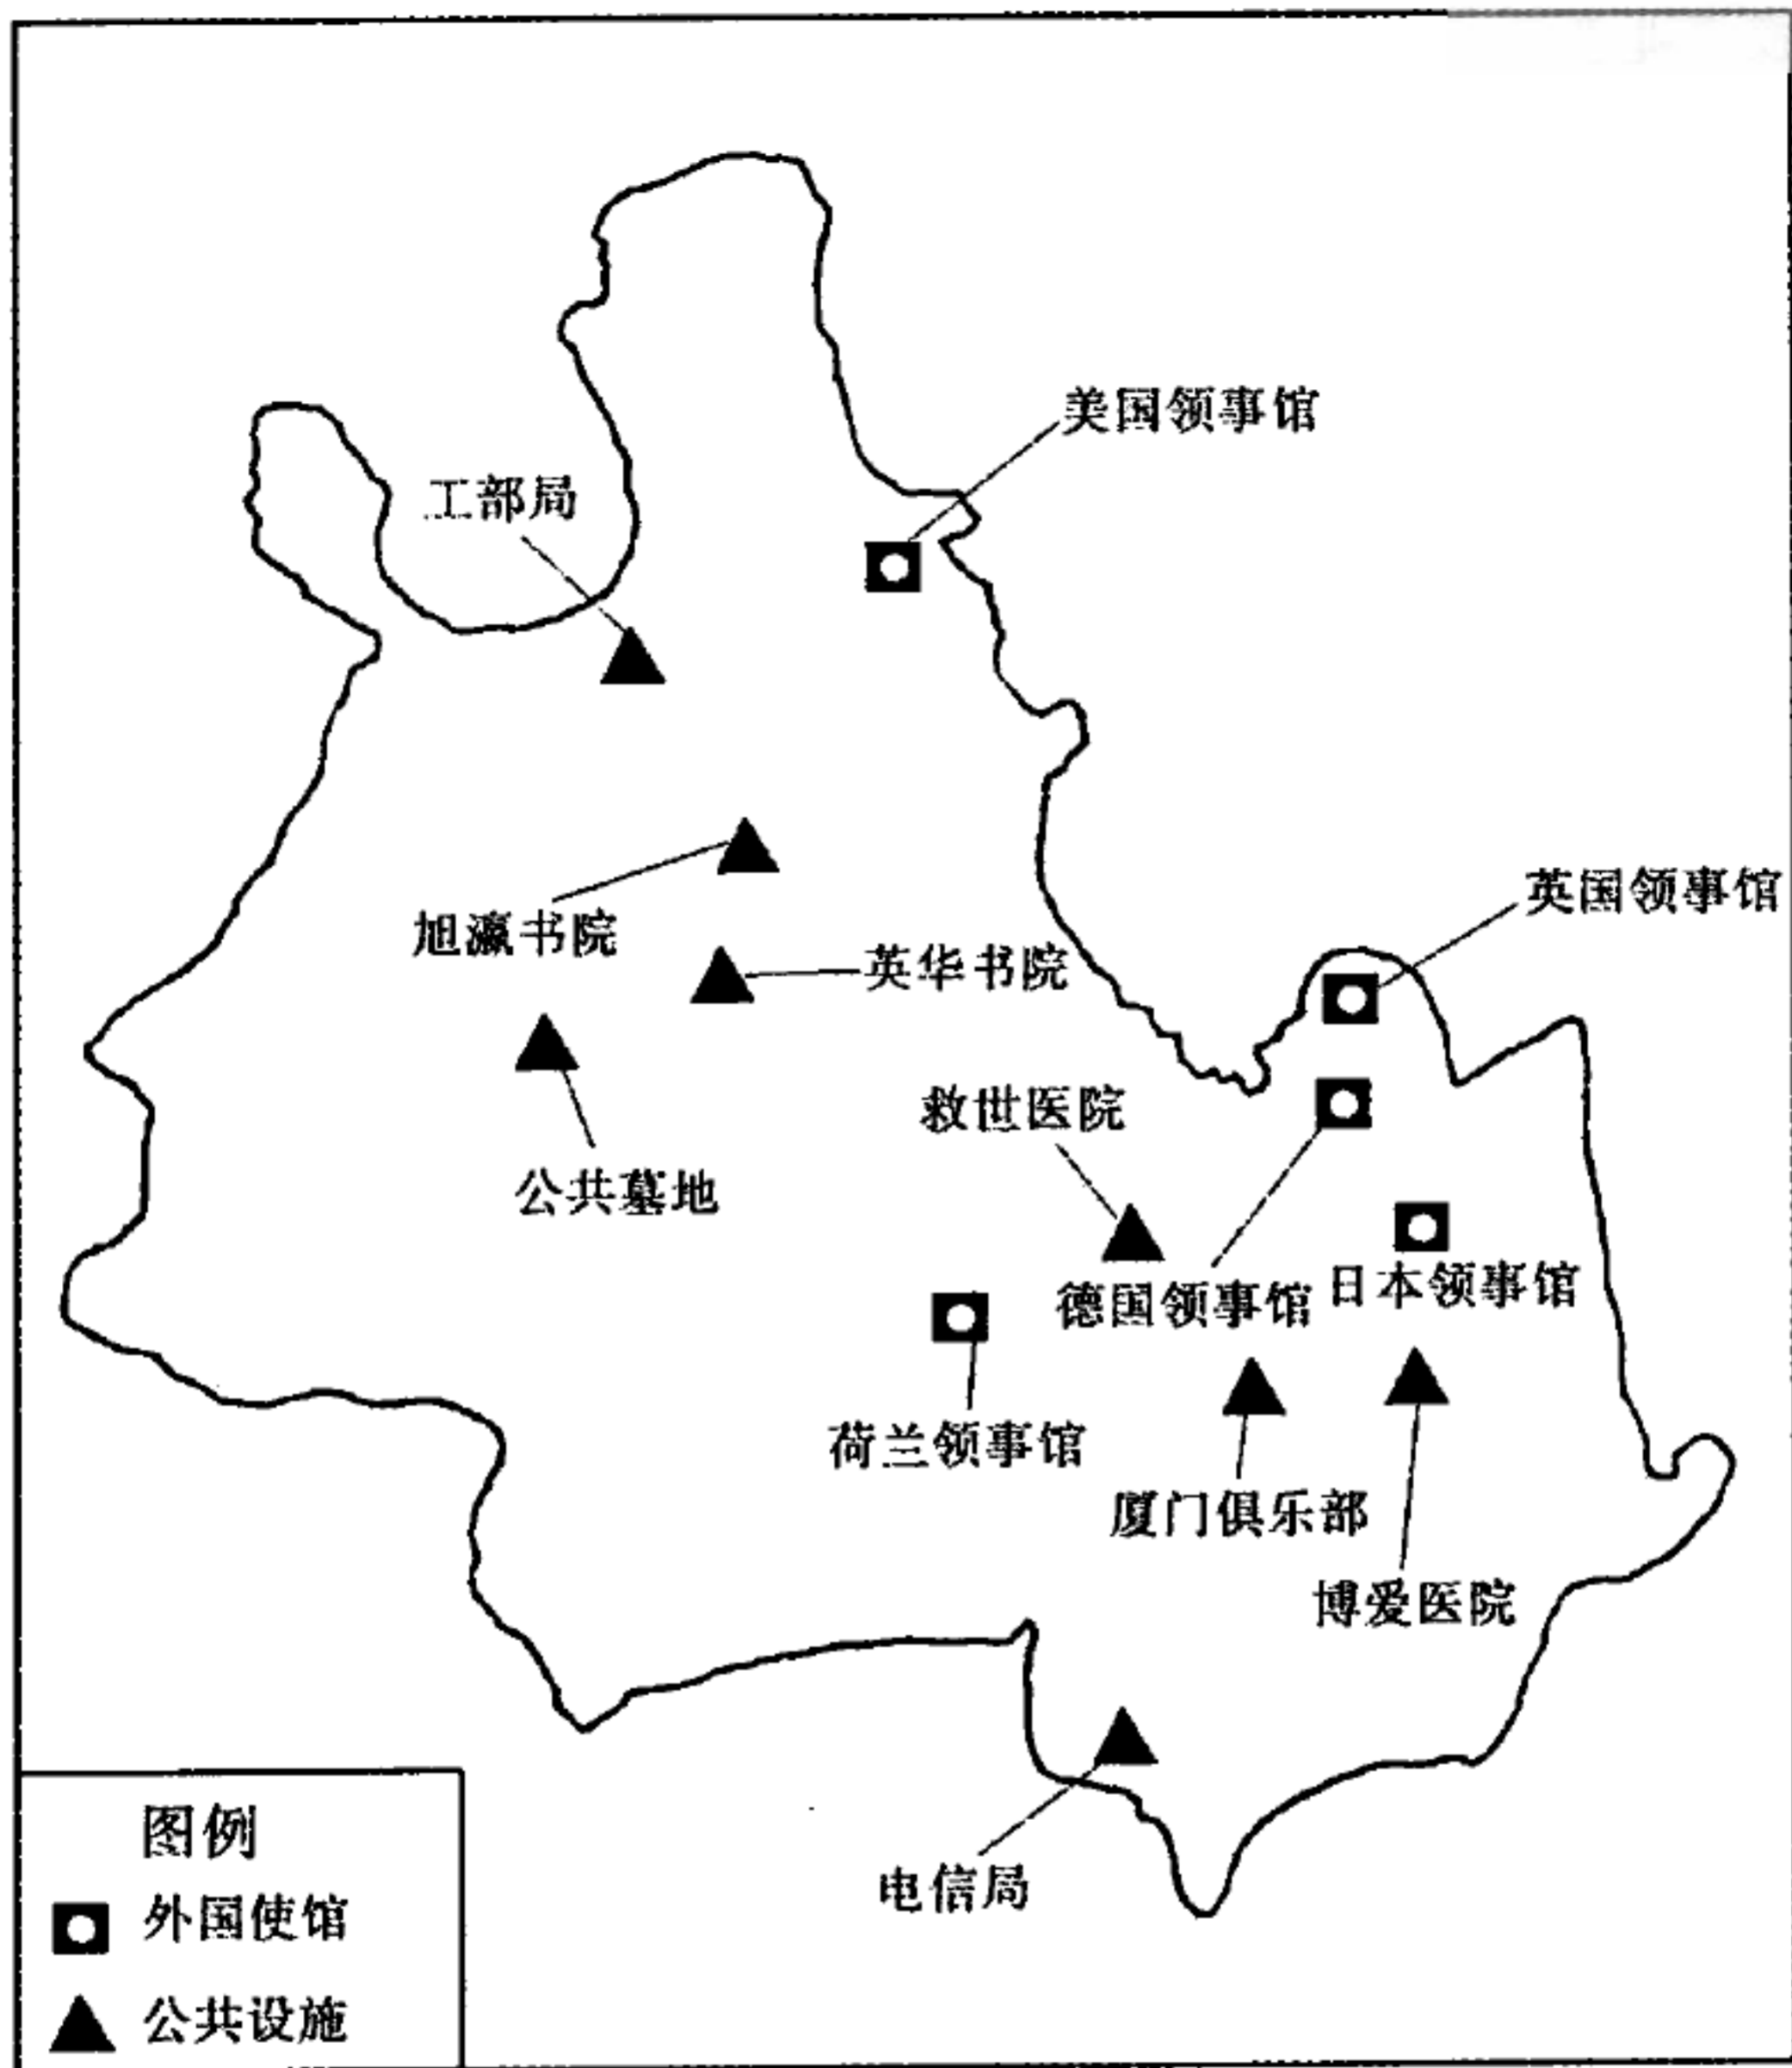 美国领事馆
工部局
英国领事馆
旭瀛书院
英华书院
救世医院
公共墓地
德国领事馆
日本领事馆
荷兰领事馆
厦门俱乐部
博爱医院
电信局
图例
外国使馆
公共设施